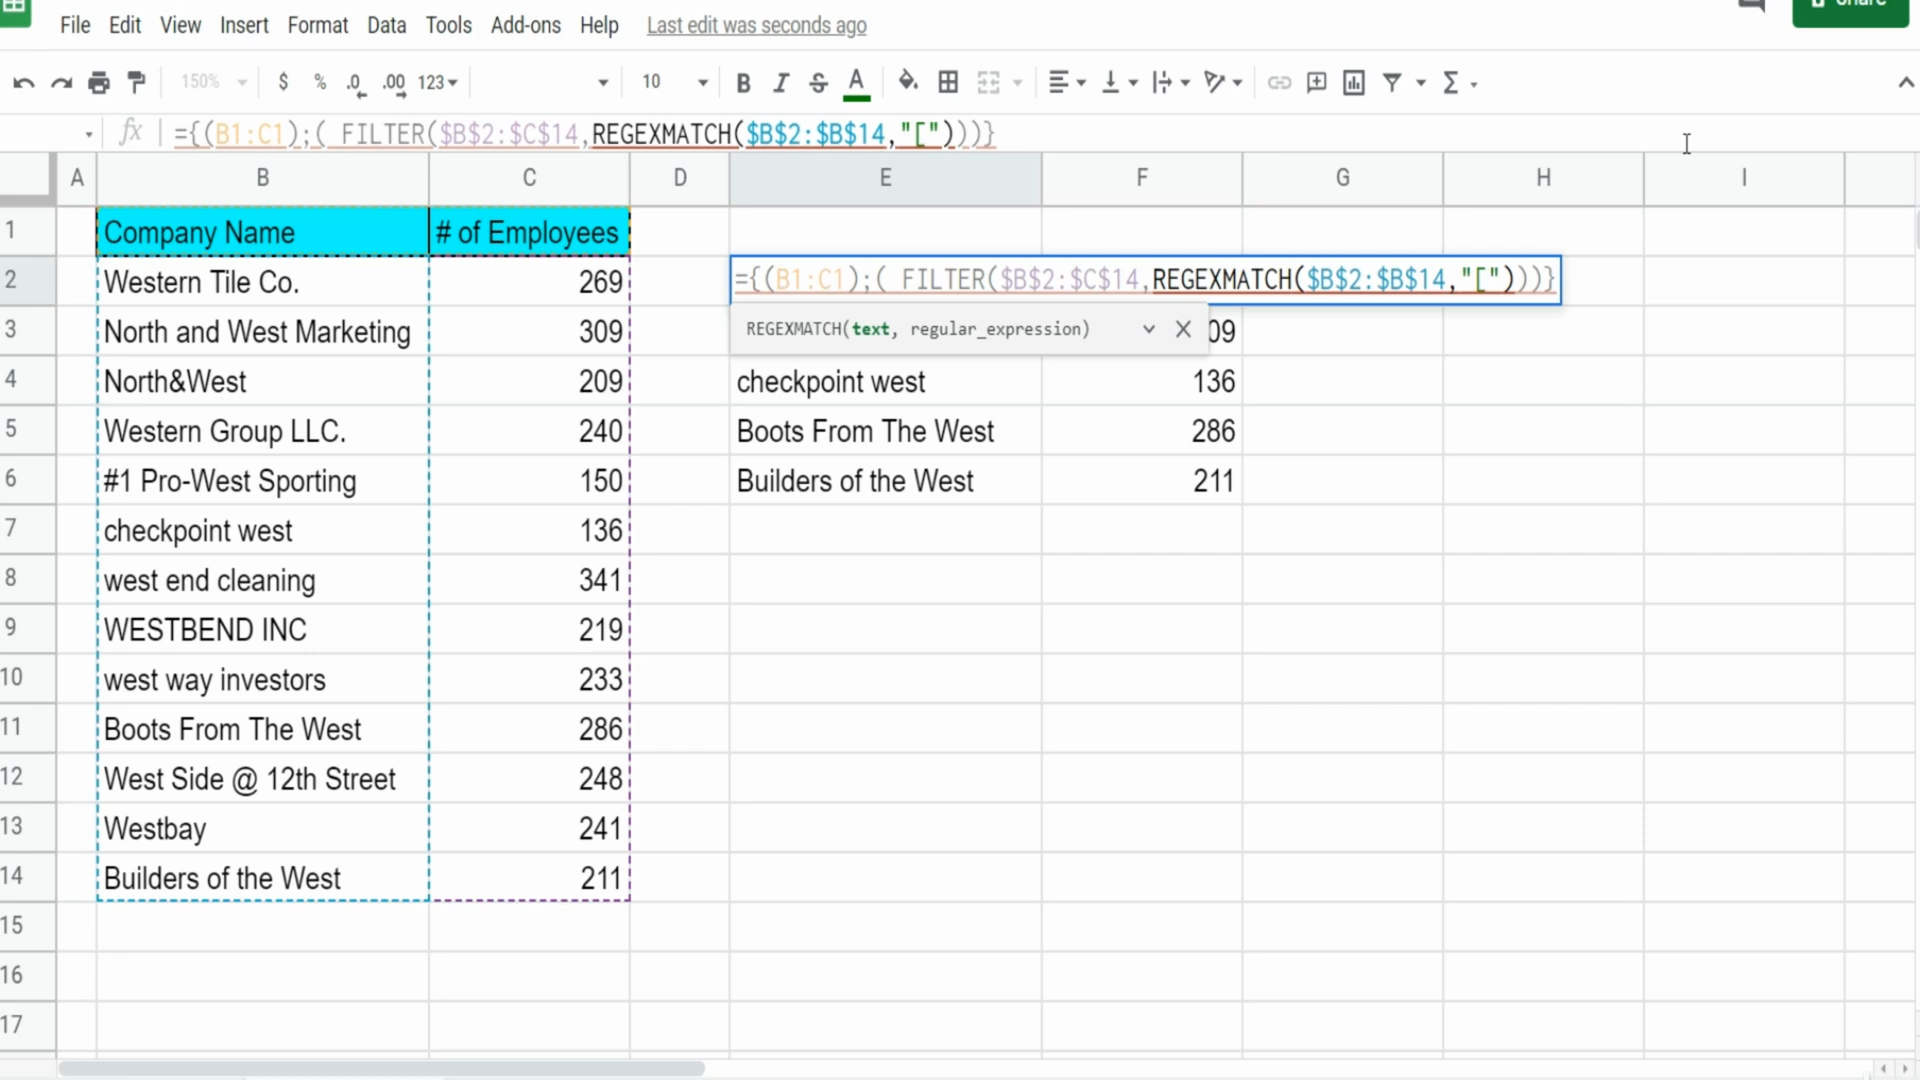 Share
File Edit View Insert Format Data Tools Add-ons Help Last edit was seconds ago
150% $ % .0 .00 123 10 B I S A Σ
fx ={(B1:C1);( FILTER($B$2:$C$14,REGEXMATCH($B$2:$B$14,"[")))}
A B C D E F G H I
1 Company Name # of Employees
2 Western Tile Co. 269 ={(B1:C1);( FILTER($B$2:$C$14,REGEXMATCH($B$2:$B$14,"[")))}
3 North and West Marketing 309 REGEXMATCH(text, regular_expression) 09
4 North&West 209 checkpoint west 136
5 Western Group LLC. 240 Boots From The West 286
6 #1 Pro-West Sporting 150 Builders of the West 211
7 checkpoint west 136
8 west end cleaning 341
9 WESTBEND INC 219
10 west way investors 233
11 Boots From The West 286
12 West Side @ 12th Street 248
13 Westbay 241
14 Builders of the West 211
15
16
17